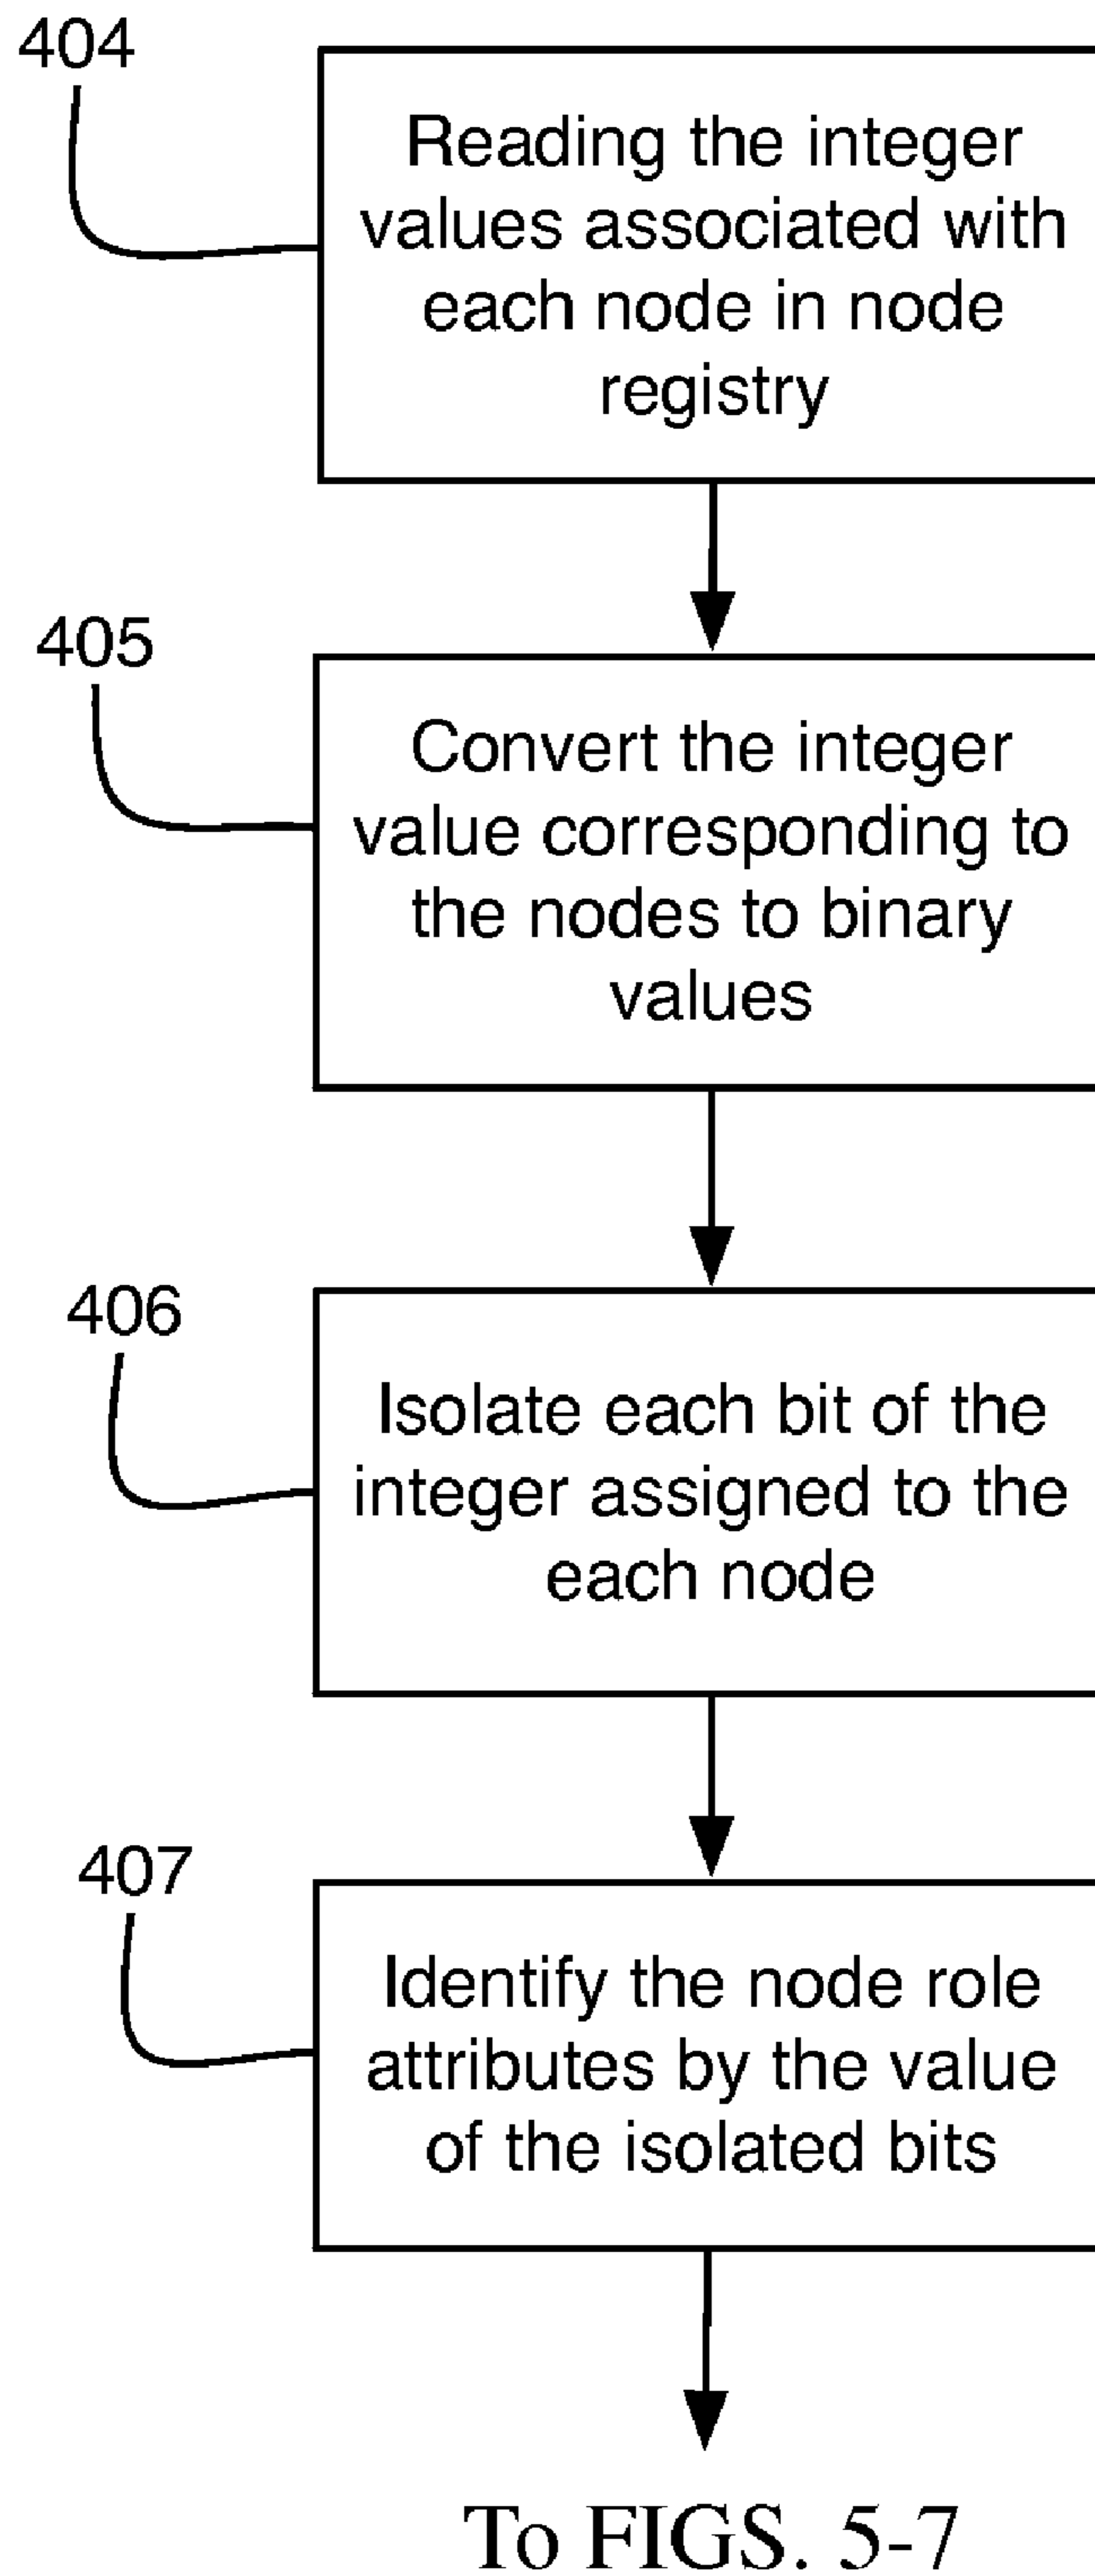 404
Reading the integer
values associated with
each node in node
registry
405
Convert the integer
value corresponding to
the nodes to binary
values
406
Isolate each bit of the
integer assigned to the
each node
407
Identify the node role
attributes by the value
of the isolated bits
To FIGS. 5-7